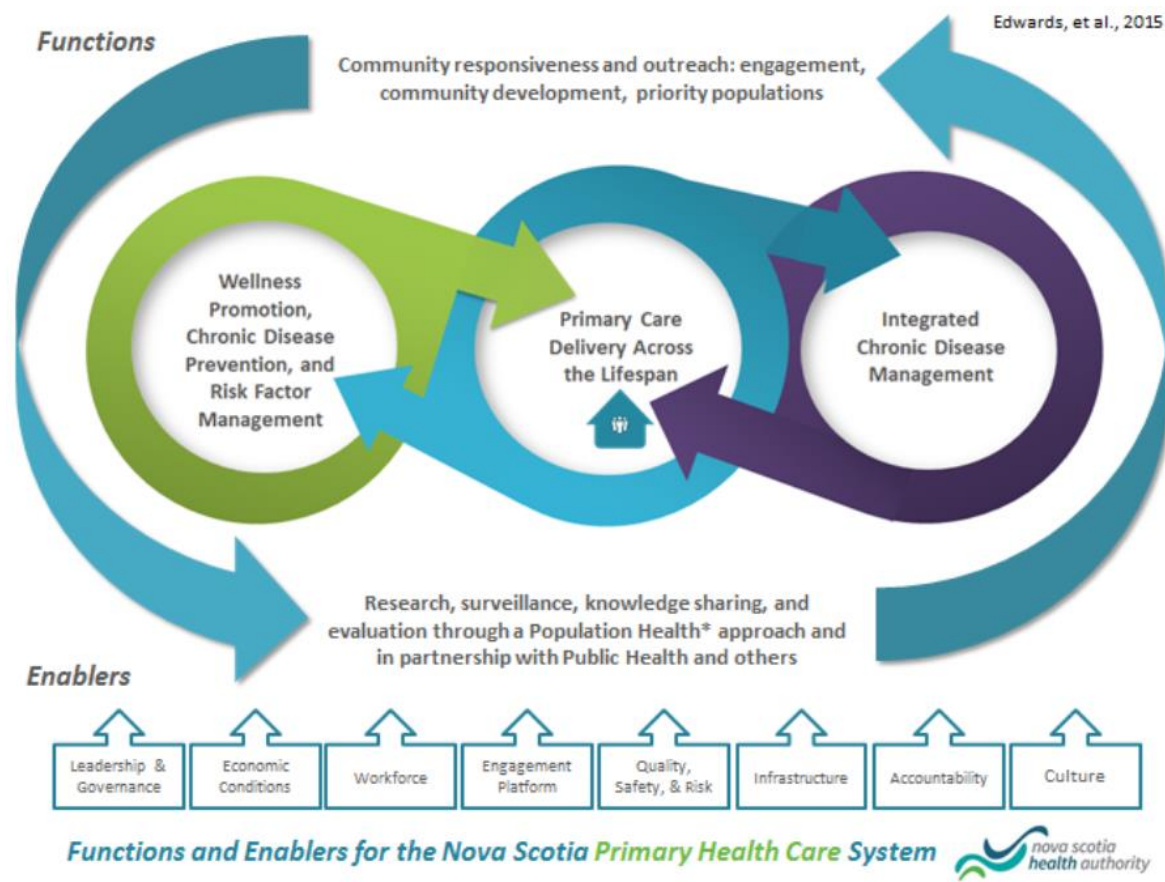 Functions
Edwards, et al., 2015
Community responsiveness and outreach: engagement,
community development, priority populations
Wellness
Promotion,
Chronic Disease
Prevention, and
Risk Factor
Management
Primary Care
Delivery Across
the Lifespan
Integrated
Chronic Disease
Management
Research, surveillance, knowledge sharing, and
evaluation through a Population Health* approach and
in partnership with Public Health and others
Enablers
Leadership &
Governance
Economic
Conditions
Workforce
Engagement
Platform
Quality,
Safety, & Risk
Infrastructure
Accountability
Culture
Functions and Enablers for the Nova Scotia Primary Health Care System
nova scotia
health authority